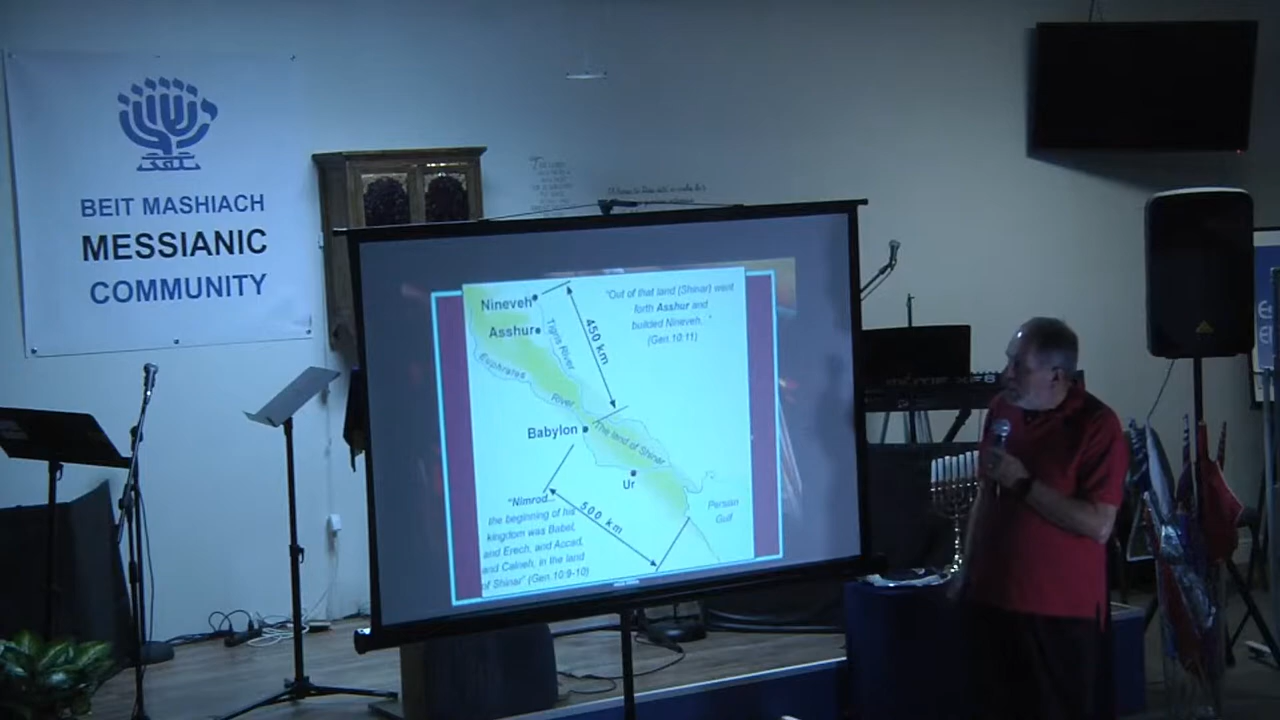 BEIT MASHIACH
MESSIANIC
COMMUNITY
Nineveh
Asshur
Tigris River
450 km
"Out of that land (Shinar) went
forth Asshur and
builded Nineveh. "
(Gen.10:11)
Euphrates
River
Babylon
The land of Shinar
Ur
Persian
Gulf
500 km
"Nimrod...
the beginning of his
kingdom was Babel,
and Erech, and Accad,
and Calneh, in the land
of Shinar" (Gen.10:9-10)